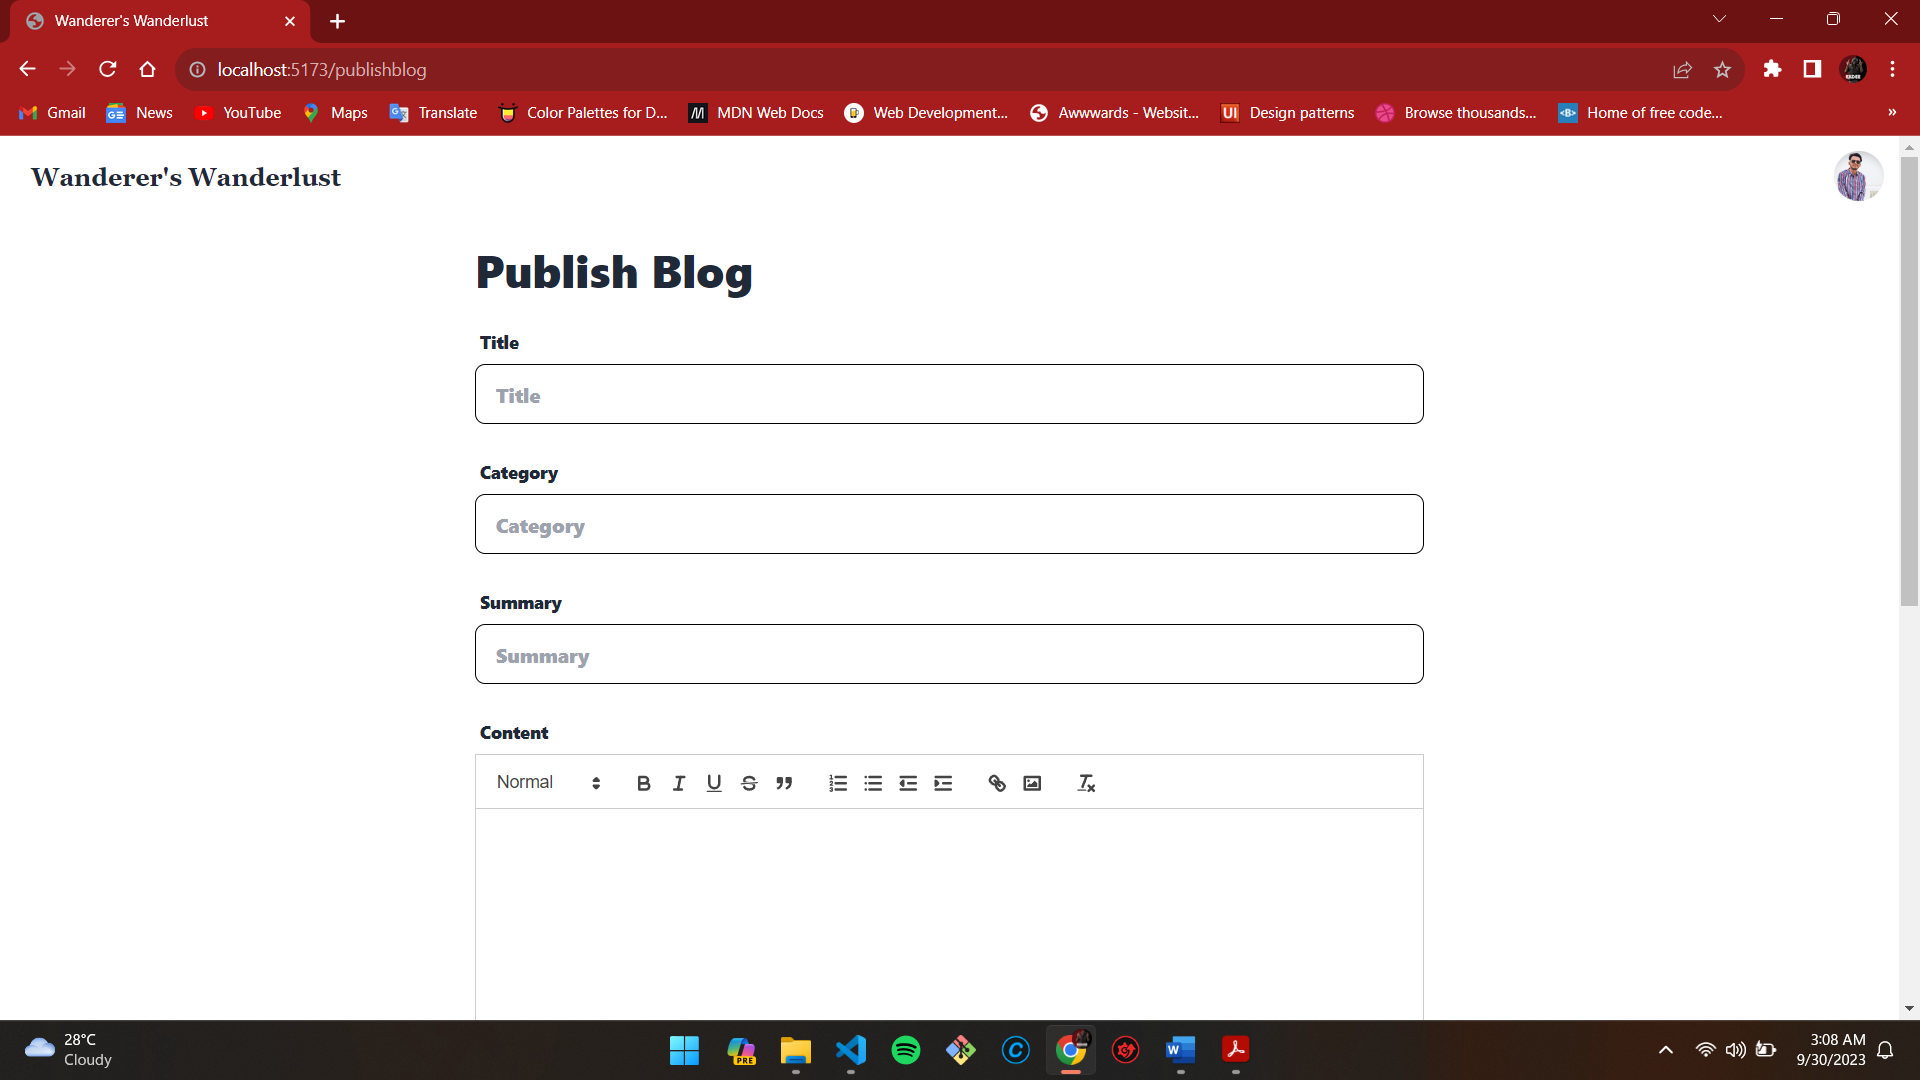 Wanderer's Wanderlust
localhost:5173/publishblog
Gmail News YouTube Maps Translate Color Palettes for D... MDN Web Docs Web Development... Awwwards - Websit... UI Design patterns Browse thousands... <B> Home of free code... »
Wanderer's Wanderlust
Publish Blog
Title
Title
Category
Category
Summary
Summary
Content
Normal
28°C
Cloudy
PRE
3:08 AM
9/30/2023